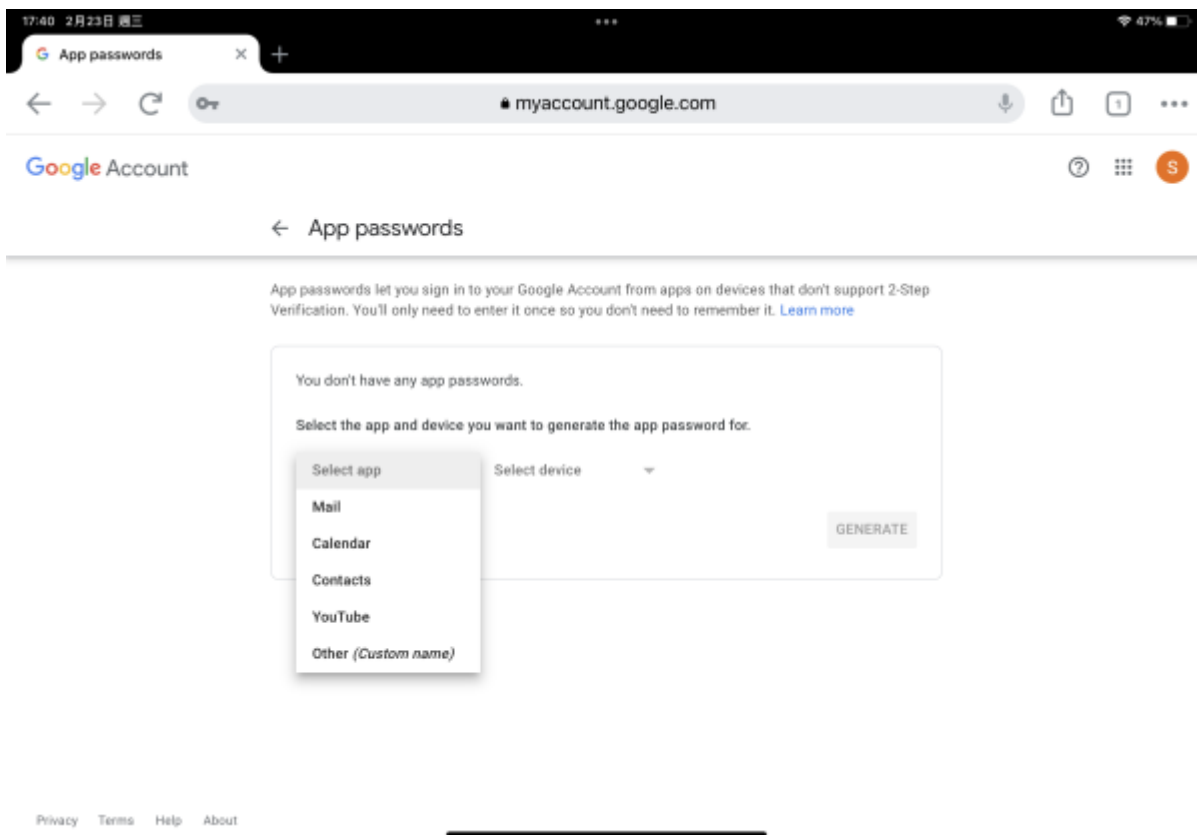 17:40 2月23日 週三
47%
App passwords
myaccount.google.com
1
Google Account
S
App passwords
App passwords let you sign in to your Google Account from apps on devices that don't support 2-Step
Verification. You'll only need to enter it once so you don't need to remember it. Learn more
You don't have any app passwords.
Select the app and device you want to generate the app password for.
Select app
Select device
Mail
Calendar
Contacts
YouTube
Other (Custom name)
GENERATE
Privacy Terms Help About